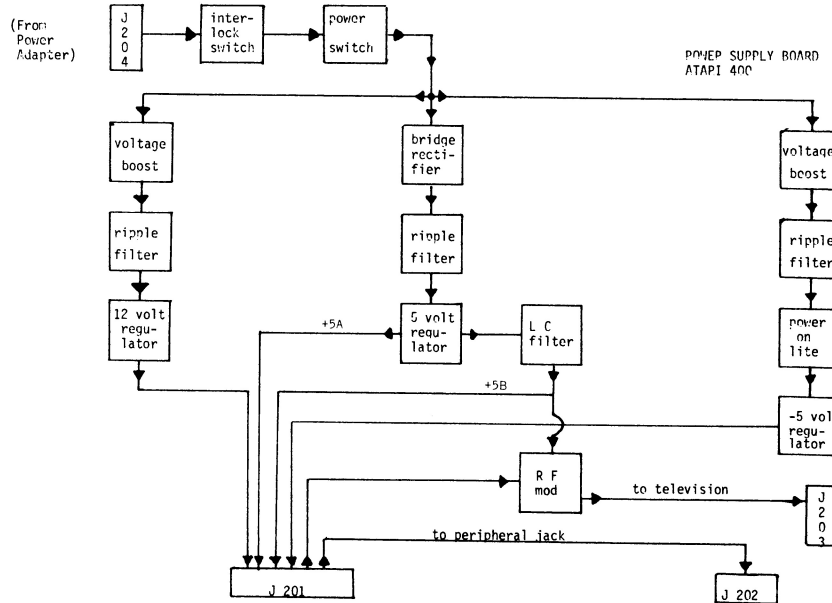 (From
Power
Adapter)
J
2
0
4
inter-
lock
switch
power
switch
POWER SUPPLY BOARD
ATARI 400
voltage
boost
bridge
recti-
fier
voltage
boost
ripple
filter
ripple
filter
ripple
filter
12 volt
regu-
lator
+5A
5 volt
regu-
lator
L C
filter
power
on
lite
+5B
-5 vol
regu-
lator
R F
mod
to television
J
2
0
3
to peripheral jack
J 201
J 202